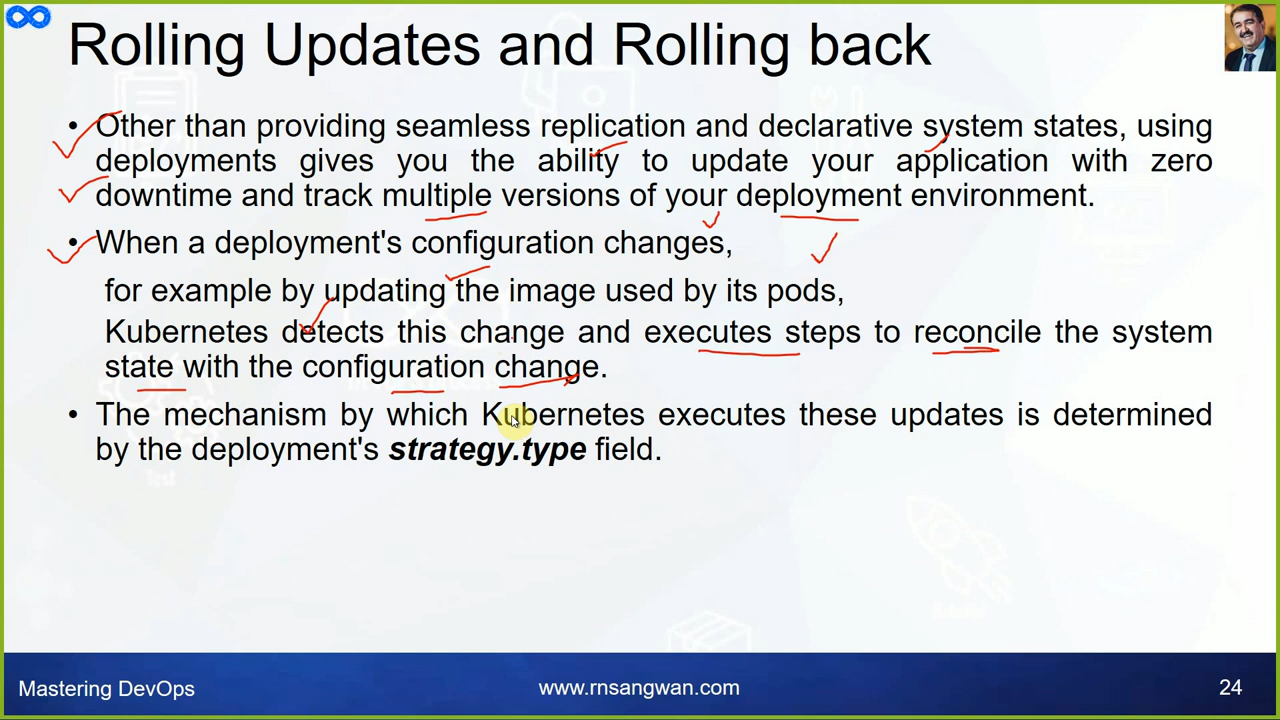 Rolling Updates and Rolling back
• Other than providing seamless replication and declarative system states, using
deployments gives you the ability to update your application with zero
downtime and track multiple versions of your deployment environment.
• When a deployment's configuration changes,
for example by updating the image used by its pods,
Kubernetes detects this change and executes steps to reconcile the system
state with the configuration change.
• The mechanism by which Kubernetes executes these updates is determined
by the deployment's strategy.type field.
Test
Mastering DevOps
www.rnsangwan.com
24